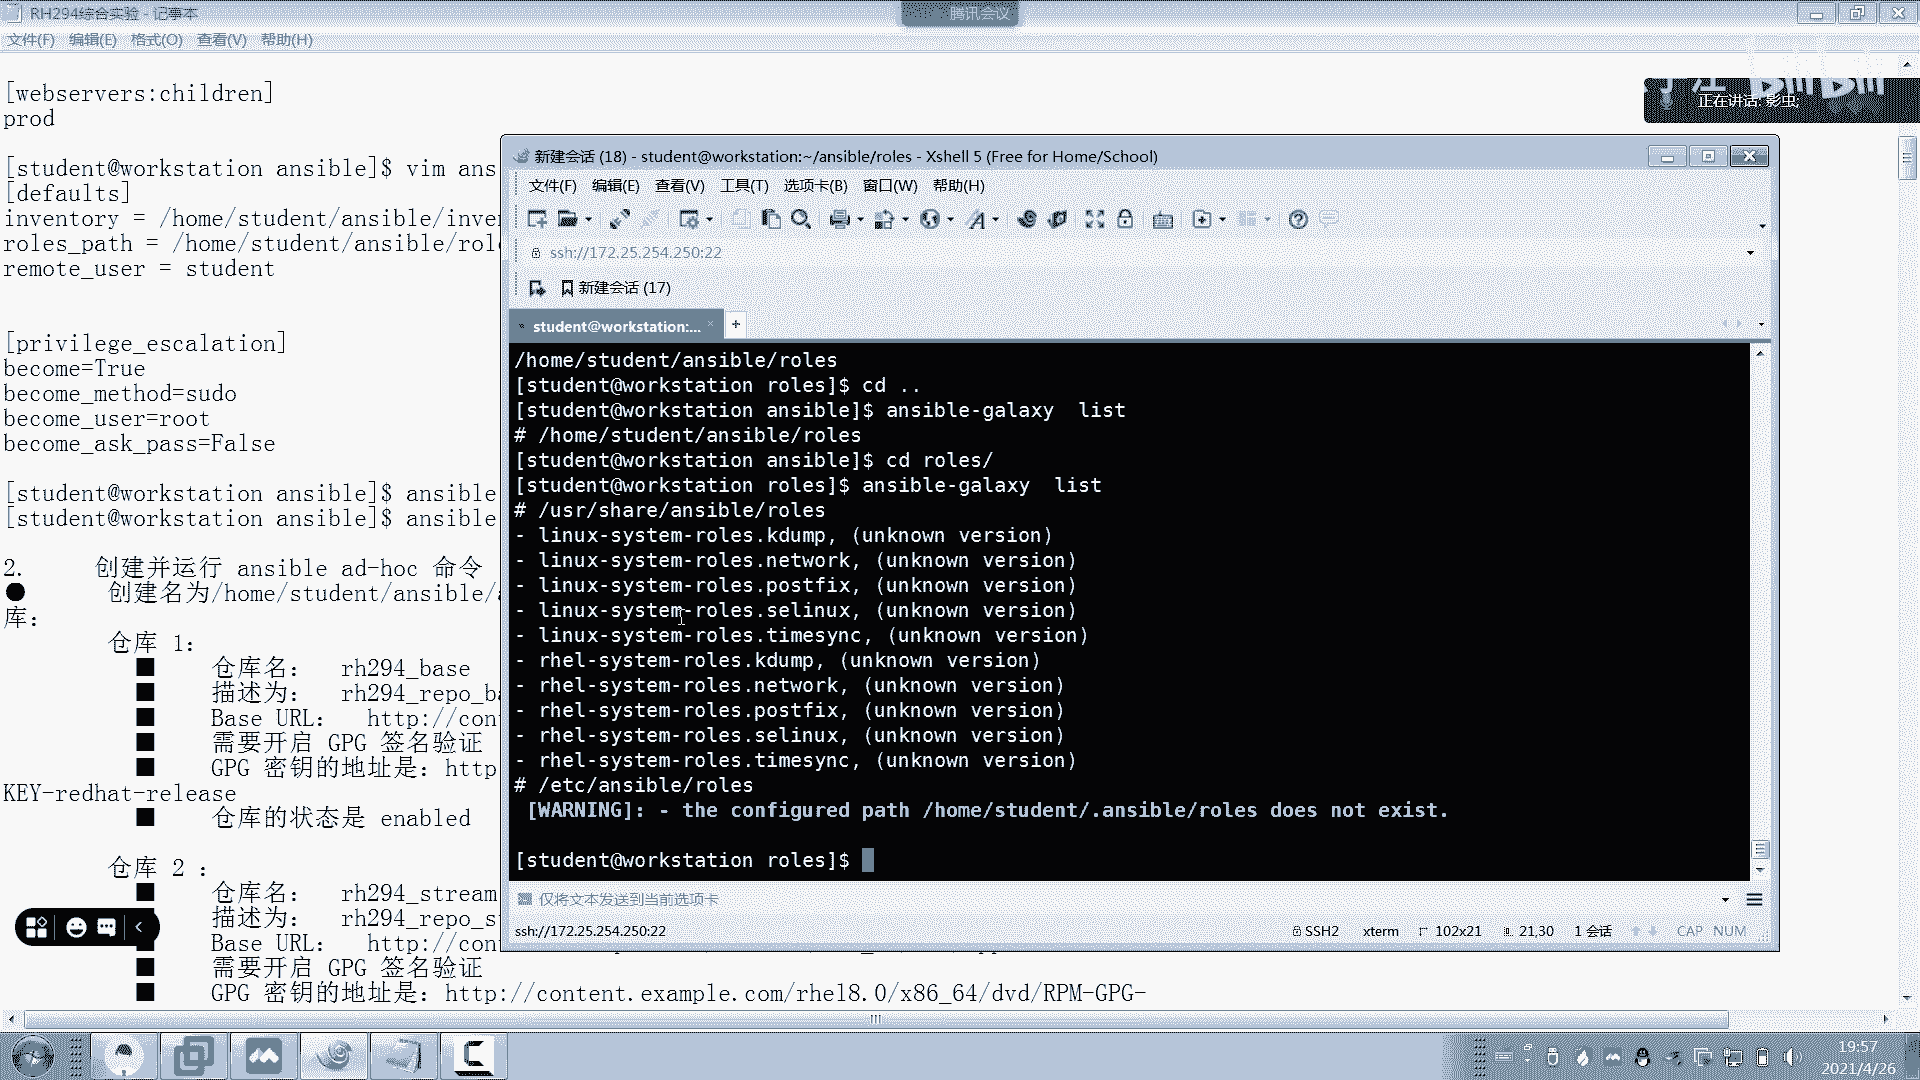 RH294综合实验 - 记事本
腾讯会议
文件(F) 编辑(E) 格式(O) 查看(V) 帮助(H)
[webservers:children]
prod
[student@workstation ansible]$ vim ans
[defaults]
inventory = /home/student/ansible/inven
roles_path = /home/student/ansible/rol
remote_user = student
[privilege_escalation]
become=True
become_method=sudo
become_user=root
become_ask_pass=False
[student@workstation ansible]$ ansible
[student@workstation ansible]$ ansible
2. 创建并运行 ansible ad-hoc 命令
● 创建名为/home/student/ansible/
库:
仓库 1:
■ 仓库名: rh294_base
■ 描述为: rh294_repo_ba
■ Base URL: http://con
■ 需要开启 GPG 签名验证
■ GPG 密钥的地址是: http
KEY-redhat-release
■ 仓库的状态是 enabled
仓库 2 :
■ 仓库名: rh294_stream
■ 描述为: rh294_repo_s
■ Base URL: http://con
■ 需要开启 GPG 签名验证
■ GPG 密钥的地址是: http://content.example.com/rhel8.0/x86_64/dvd/RPM-GPG-
正在讲话: 影虫;
新建会话 (18) - student@workstation:~/ansible/roles - Xshell 5 (Free for Home/School)
文件(F) 编辑(E) 查看(V) 工具(T) 选项卡(B) 窗口(W) 帮助(H)
ssh://172.25.254.250:22
新建会话 (17)
student@workstation:...
/home/student/ansible/roles
[student@workstation roles]$ cd ..
[student@workstation ansible]$ ansible-galaxy  list
# /home/student/ansible/roles
[student@workstation ansible]$ cd roles/
[student@workstation roles]$ ansible-galaxy  list
# /usr/share/ansible/roles
- linux-system-roles.kdump, (unknown version)
- linux-system-roles.network, (unknown version)
- linux-system-roles.postfix, (unknown version)
- linux-system-roles.selinux, (unknown version)
- linux-system-roles.timesync, (unknown version)
- rhel-system-roles.kdump, (unknown version)
- rhel-system-roles.network, (unknown version)
- rhel-system-roles.postfix, (unknown version)
- rhel-system-roles.selinux, (unknown version)
- rhel-system-roles.timesync, (unknown version)
# /etc/ansible/roles
[WARNING]: - the configured path /home/student/.ansible/roles does not exist.
[student@workstation roles]$
仅将文本发送到当前选项卡
ssh://172.25.254.250:22 SSH2 xterm 102x21 21,30 1 会话 CAP NUM
19:57
2021/4/26